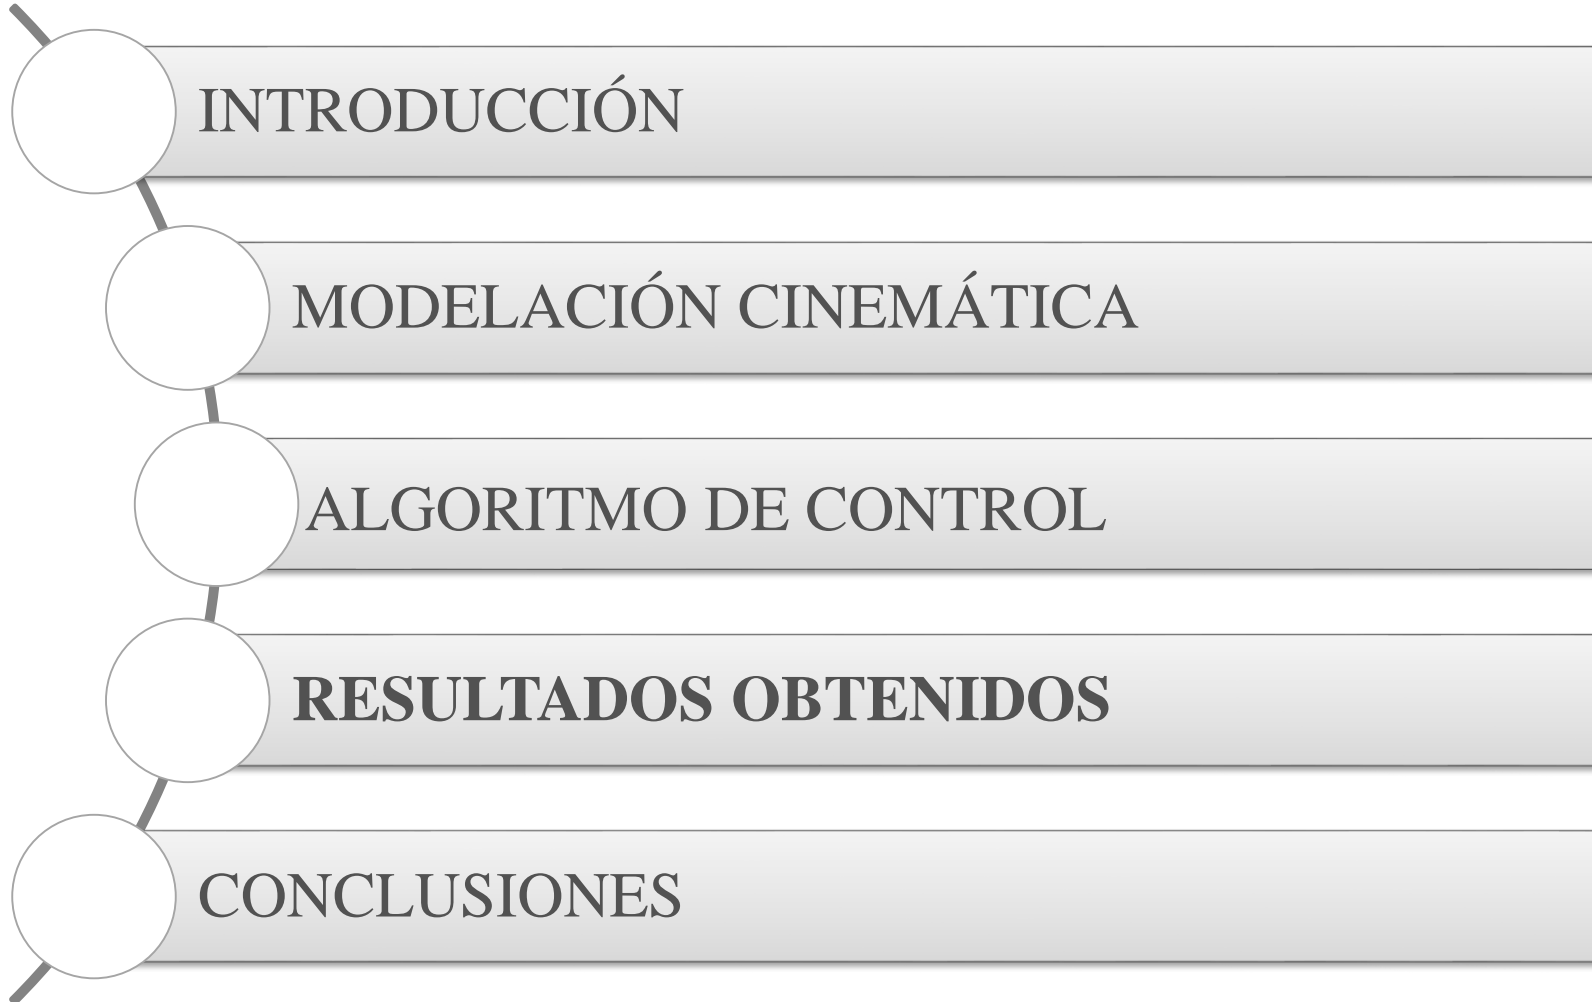 INTRODUCCIÓN
MODELACIÓN CINEMÁTICA
ALGORITMO DE CONTROL
RESULTADOS OBTENIDOS
CONCLUSIONES